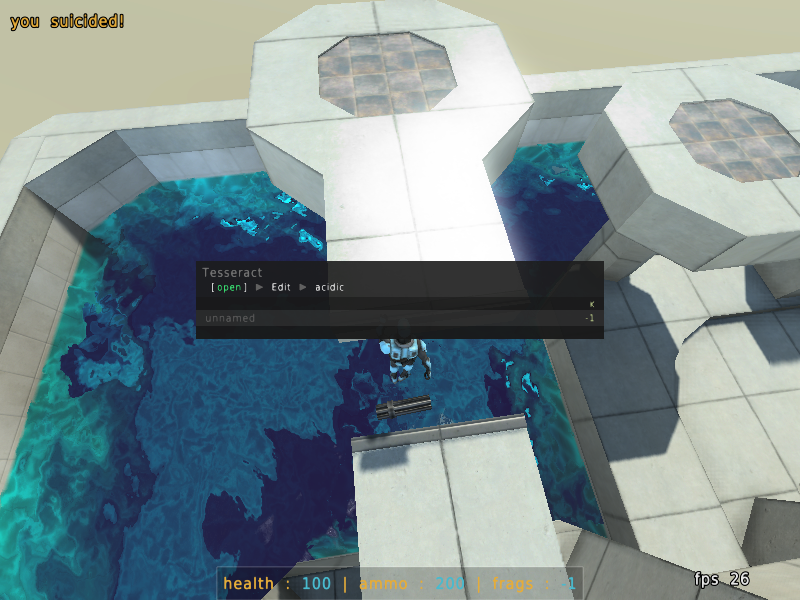 you suicided!
Tesseract
[open] ▶ Edit ▶ acidic
K
unnamed -1
health : 100 | ammo : 200 | frags : -1
fps 26